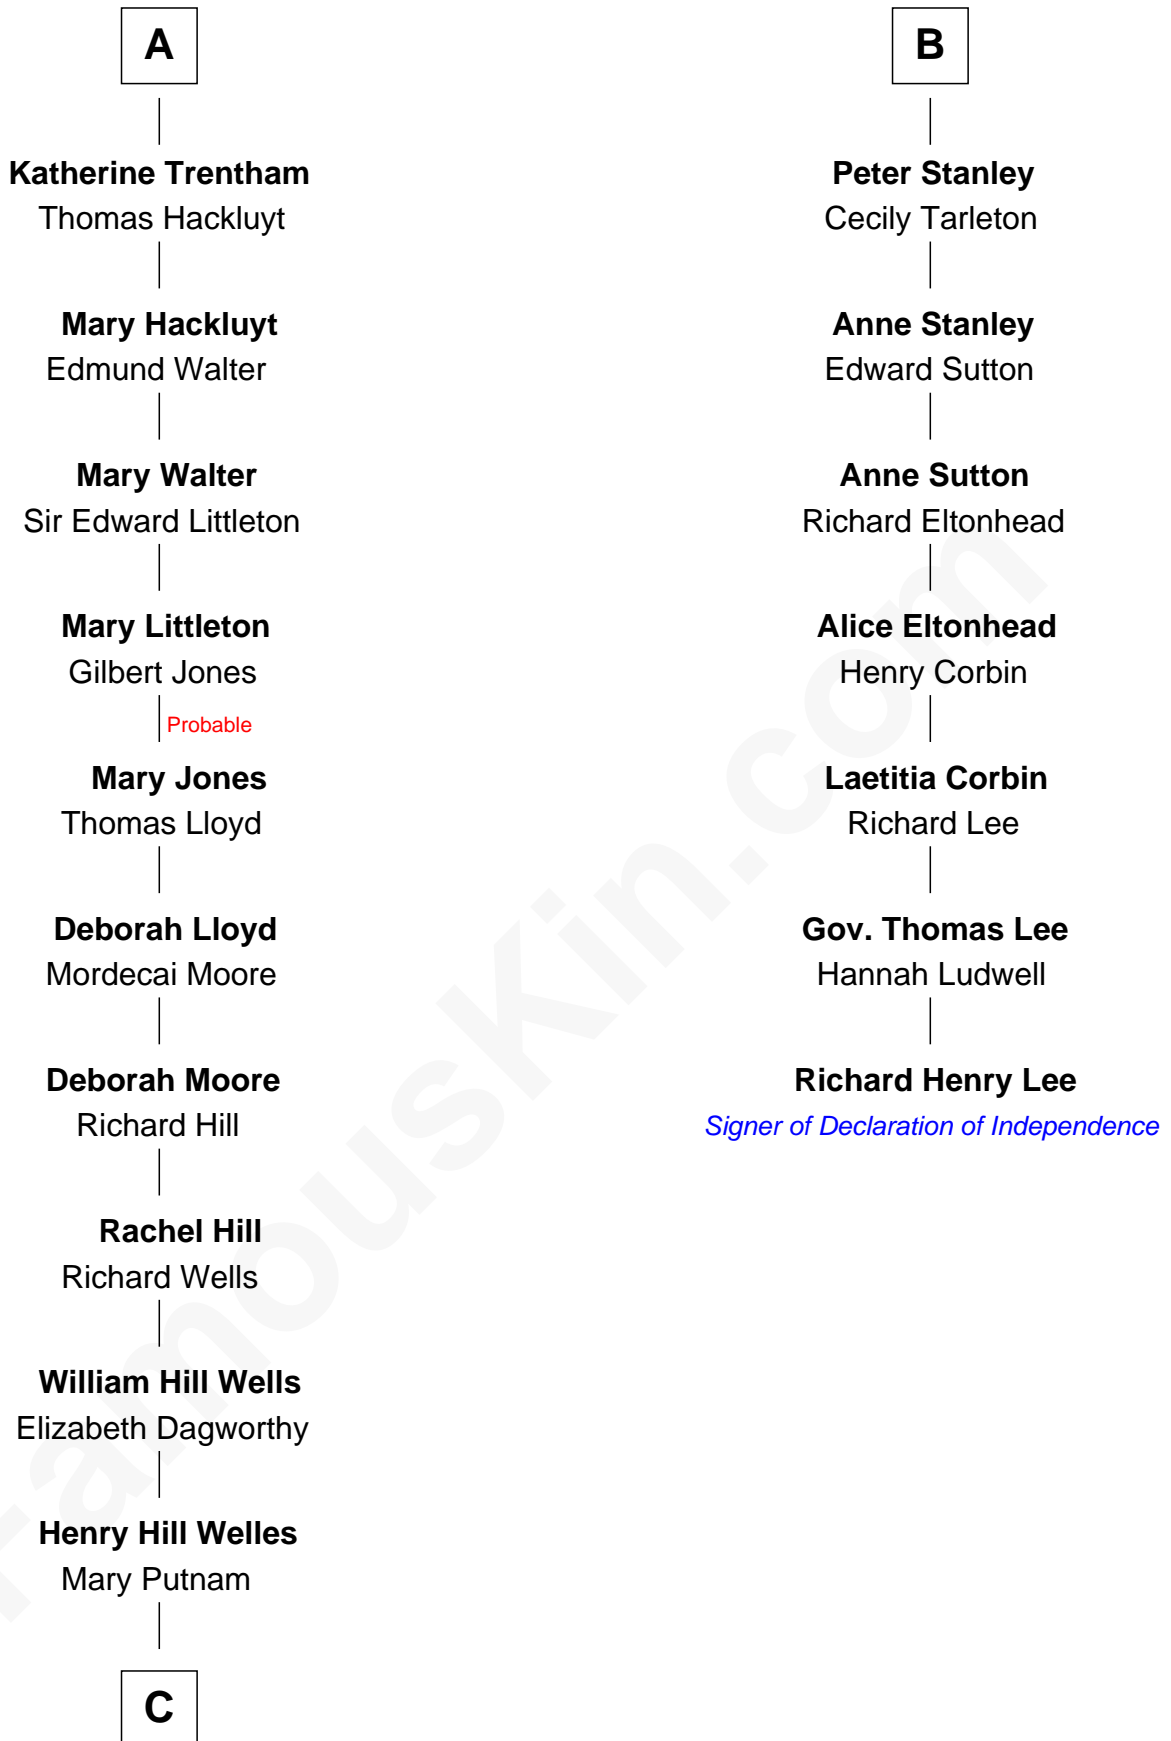 A
Katherine Trentham
Thomas Hackluyt
Mary Hackluyt
Edmund Walter
Mary Walter
Sir Edward Littleton
Mary Littleton
Gilbert Jones
Probable
Mary Jones
Thomas Lloyd
Deborah Lloyd
Mordecai Moore
Deborah Moore
Richard Hill
Rachel Hill
Richard Wells
William Hill Wells
Elizabeth Dagworthy
Henry Hill Welles
Mary Putnam
C
B
Peter Stanley
Cecily Tarleton
Anne Stanley
Edward Sutton
Anne Sutton
Richard Eltonhead
Alice Eltonhead
Henry Corbin
Laetitia Corbin
Richard Lee
Gov. Thomas Lee
Hannah Ludwell
Richard Henry Lee
Signer of Declaration of Independence
FamousKin.com